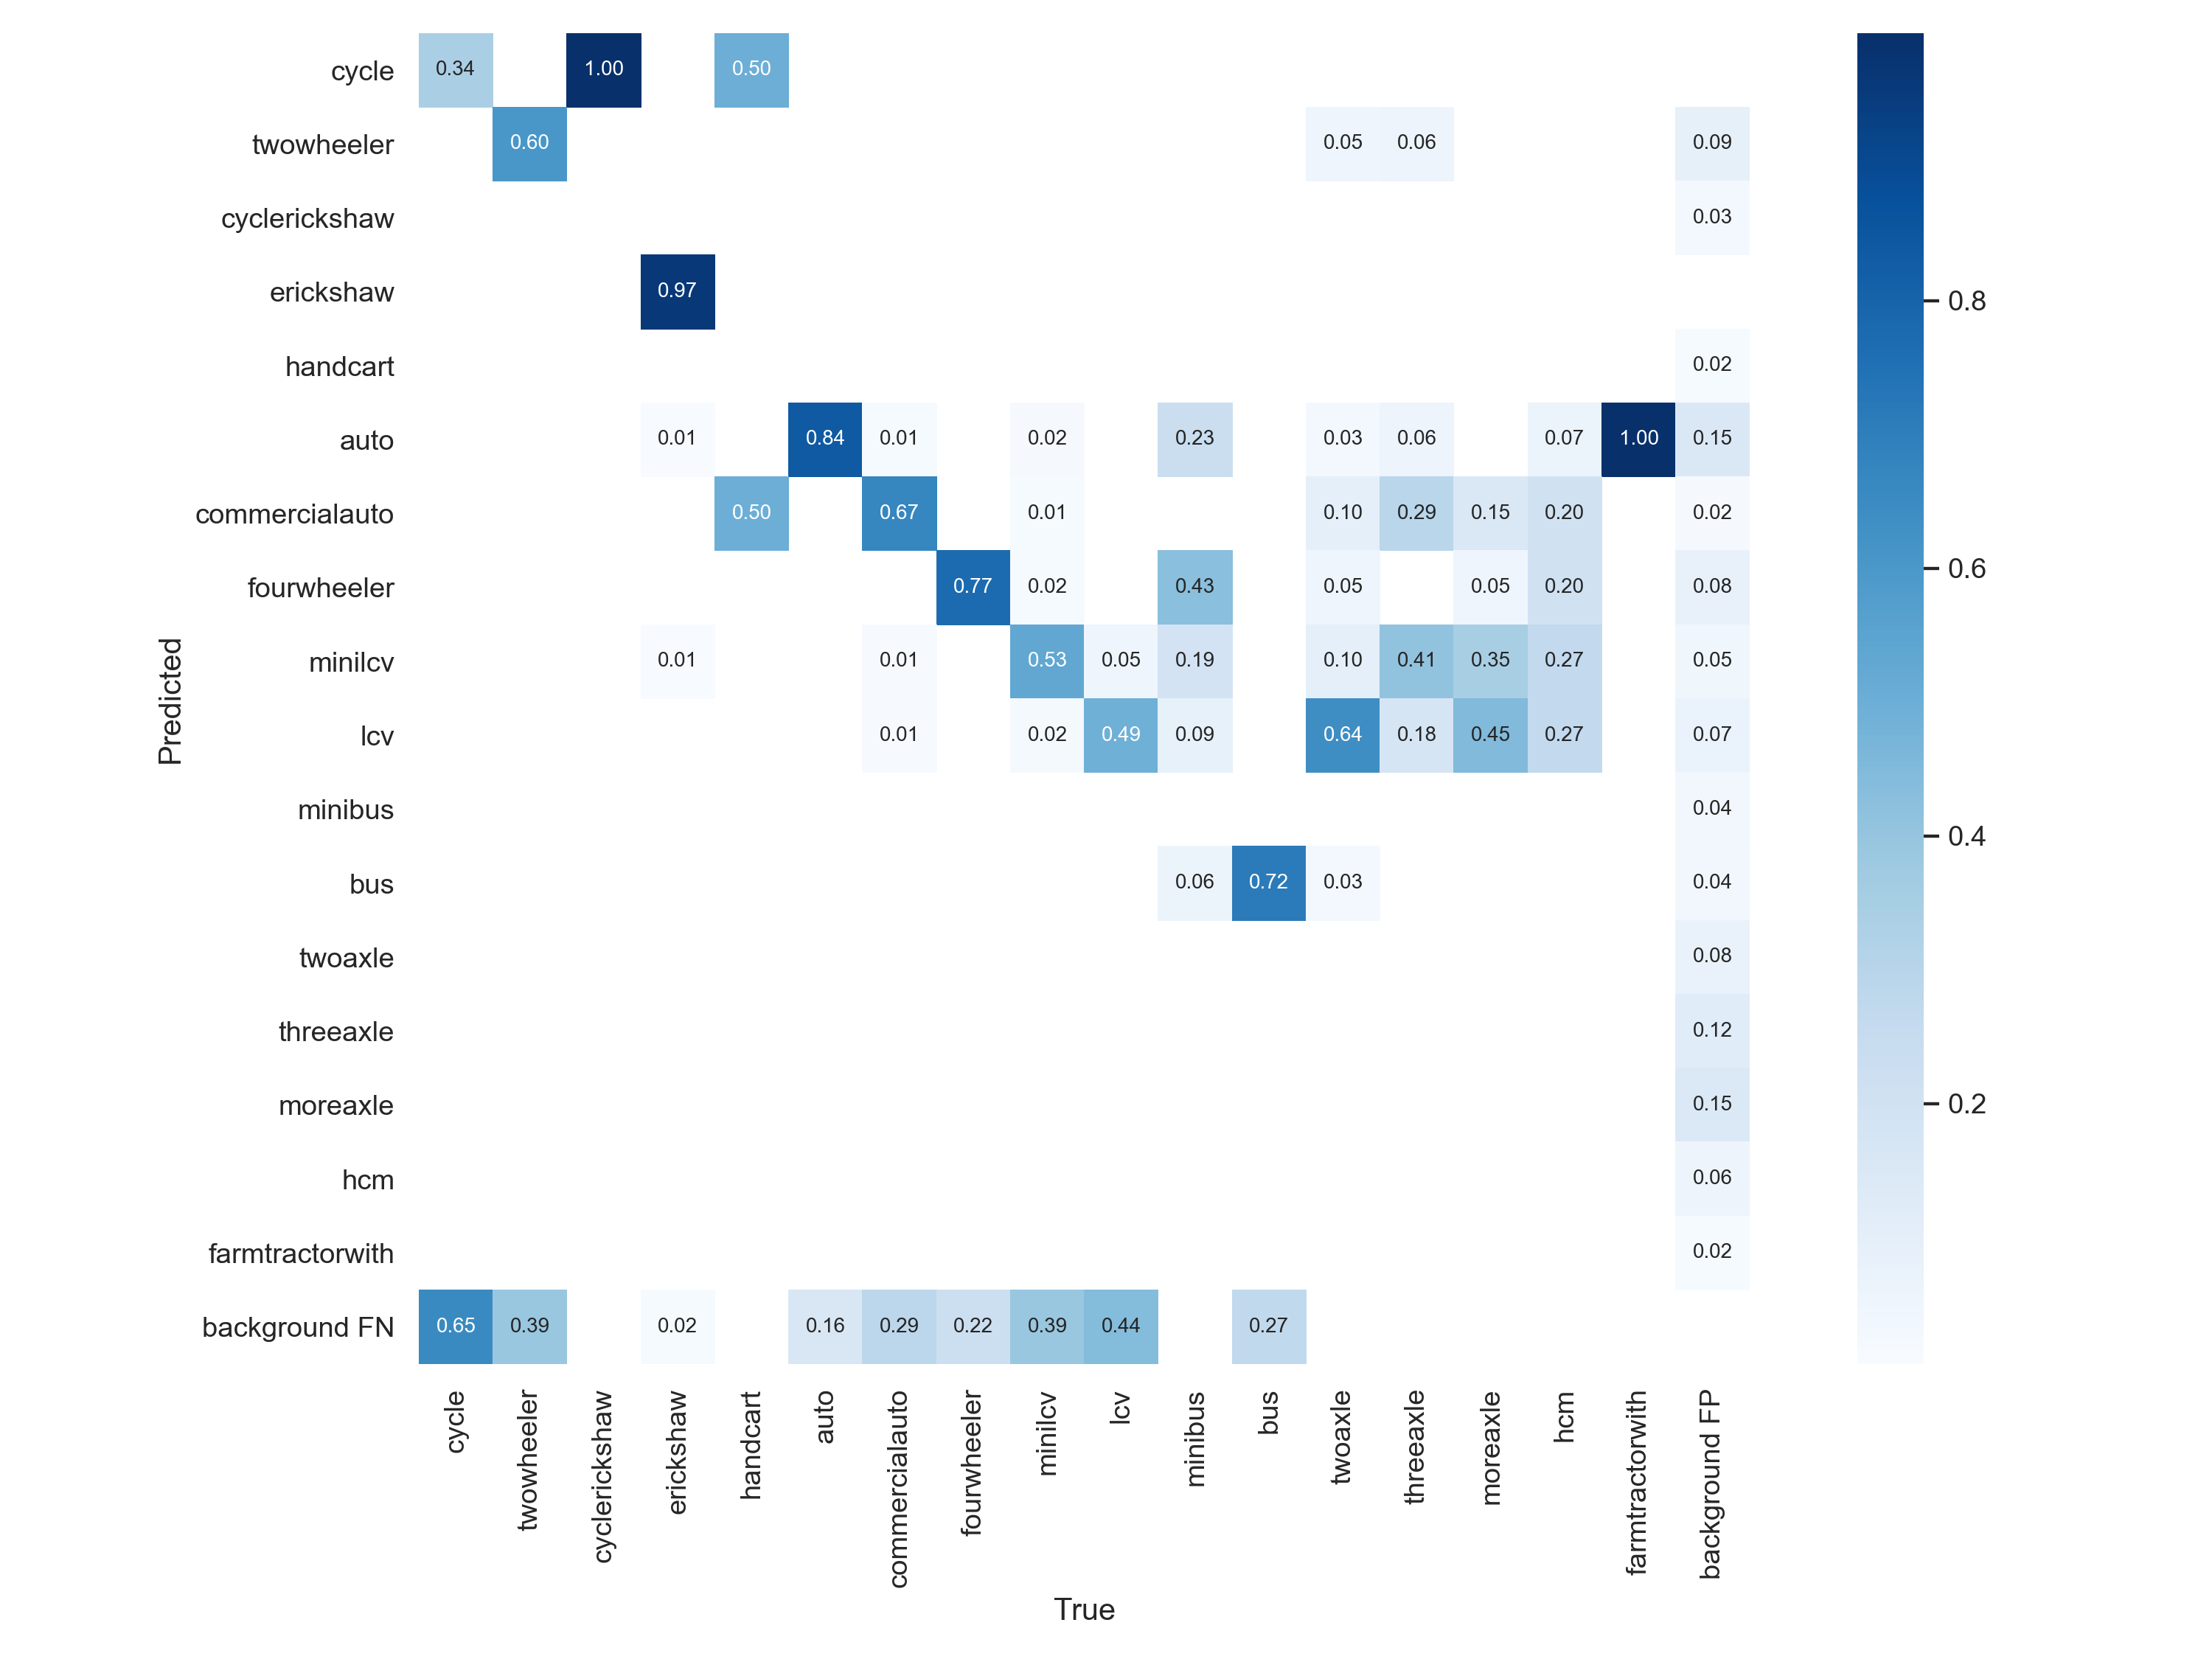 cycle 0.34 1.00 0.50
twowheeler 0.60 0.05 0.06 0.09
cyclerickshaw 0.03
erickshaw 0.97 0.8
handcart 0.02
auto 0.01 0.84 0.01 0.02 0.23 0.03 0.06 0.07 1.00 0.15
commercialauto 0.50 0.67 0.01 0.10 0.29 0.15 0.20 0.02
fourwheeler 0.77 0.02 0.43 0.05 0.05 0.20 0.08 0.6
minilcv 0.01 0.01 0.53 0.05 0.19 0.10 0.41 0.35 0.27 0.05
Predicted
lcv 0.01 0.02 0.49 0.09 0.64 0.18 0.45 0.27 0.07
minibus 0.04 0.4
bus 0.06 0.72 0.03 0.04
twoaxle 0.08
threeaxle 0.12
moreaxle 0.15 0.2
hcm 0.06
farmtractorwith 0.02
background FN 0.65 0.39 0.02 0.16 0.29 0.22 0.39 0.44 0.27
cycle twowheeler cyclerickshaw erickshaw handcart auto commercialauto fourwheeler minilcv lcv minibus bus twoaxle threeaxle moreaxle hcm farmtractorwith background FP
True